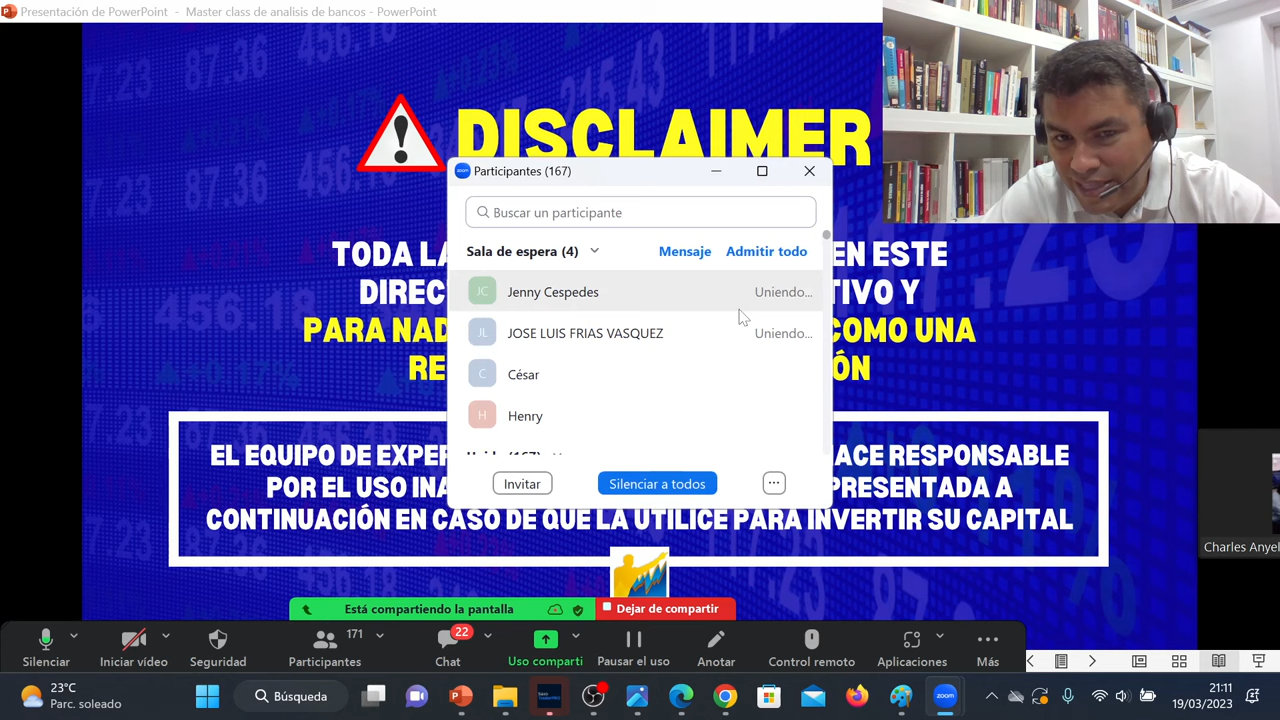 Presentación de PowerPoint - Master class de analisis de bancos - PowerPoint
DISCLAIMER
Participantes (167)
Buscar un participante
Sala de espera (4)
Mensaje
Admitir todo
JC
Jenny Cespedes
Uniendo...
JL
JOSE LUIS FRIAS VASQUEZ
Uniendo...
C
César
H
Henry
Invitar
Silenciar a todos
TODA LA
EN ESTE
DIREC
TIVO Y
PARA NAD
COMO UNA
RE
ÓN
EL EQUIPO DE EXPER
ACE RESPONSABLE
POR EL USO INA
PRESENTADA A
CONTINUACIÓN EN CASO DE QUE LA UTILICE PARA INVERTIR SU CAPITAL
Charles Anyel
Está compartiendo la pantalla
Dejar de compartir
Silenciar
Iniciar vídeo
Seguridad
171
Participantes
22
Chat
Uso comparti
Pausar el uso
Anotar
Control remoto
Aplicaciones
Más
23°C
Parc. soleado
Búsqueda
zoom
21:11
19/03/2023